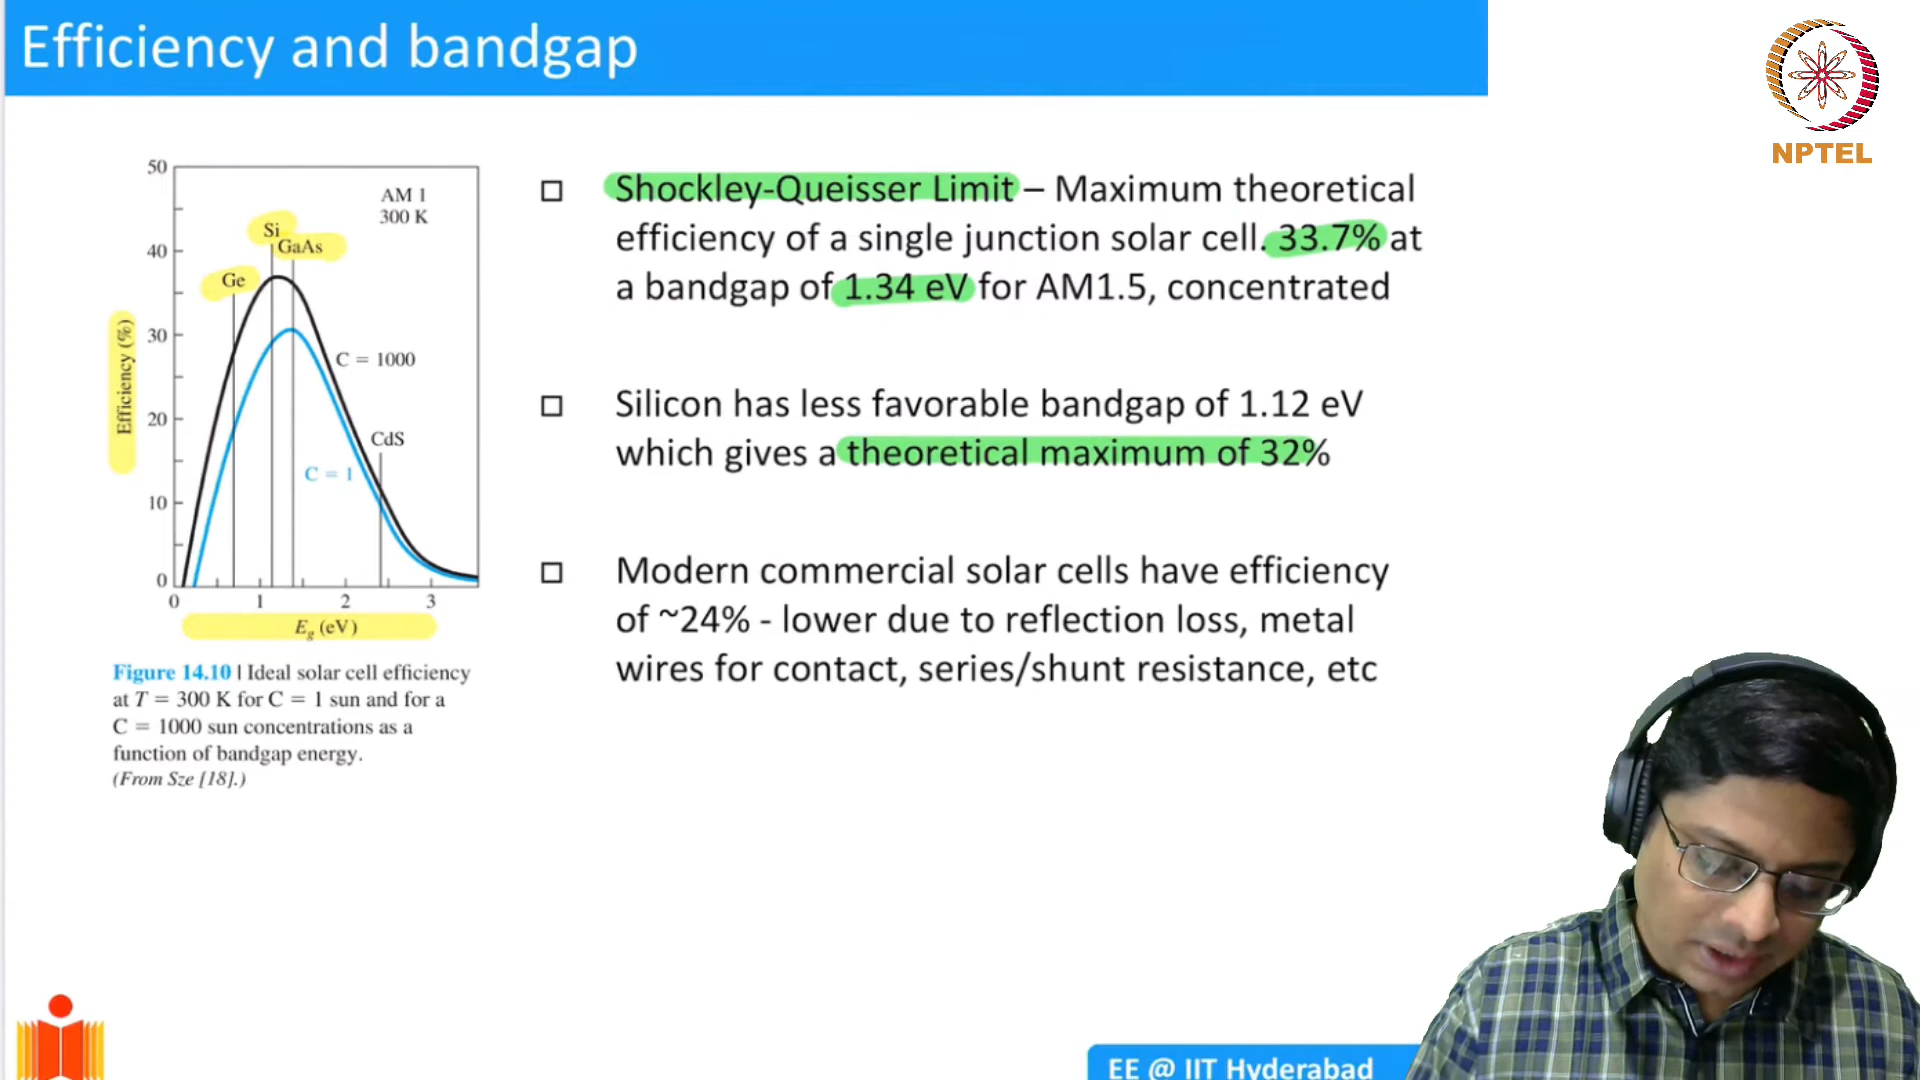 Efficiency and bandgap
NPTEL
50
40
30
20
10
0
Efficiency (%)
AM 1
300 K
Si
GaAs
Ge
C = 1000
CdS
C = 1
0 1 2 3
Eg (eV)
Figure 14.10 | Ideal solar cell efficiency
at T = 300 K for C = 1 sun and for a
C = 1000 sun concentrations as a
function of bandgap energy.
(From Sze [18].)
Shockley-Queisser Limit – Maximum theoretical
efficiency of a single junction solar cell. 33.7% at
a bandgap of 1.34 eV for AM1.5, concentrated
Silicon has less favorable bandgap of 1.12 eV
which gives a theoretical maximum of 32%
Modern commercial solar cells have efficiency
of ~24% - lower due to reflection loss, metal
wires for contact, series/shunt resistance, etc
EE @ IIT Hyderabad